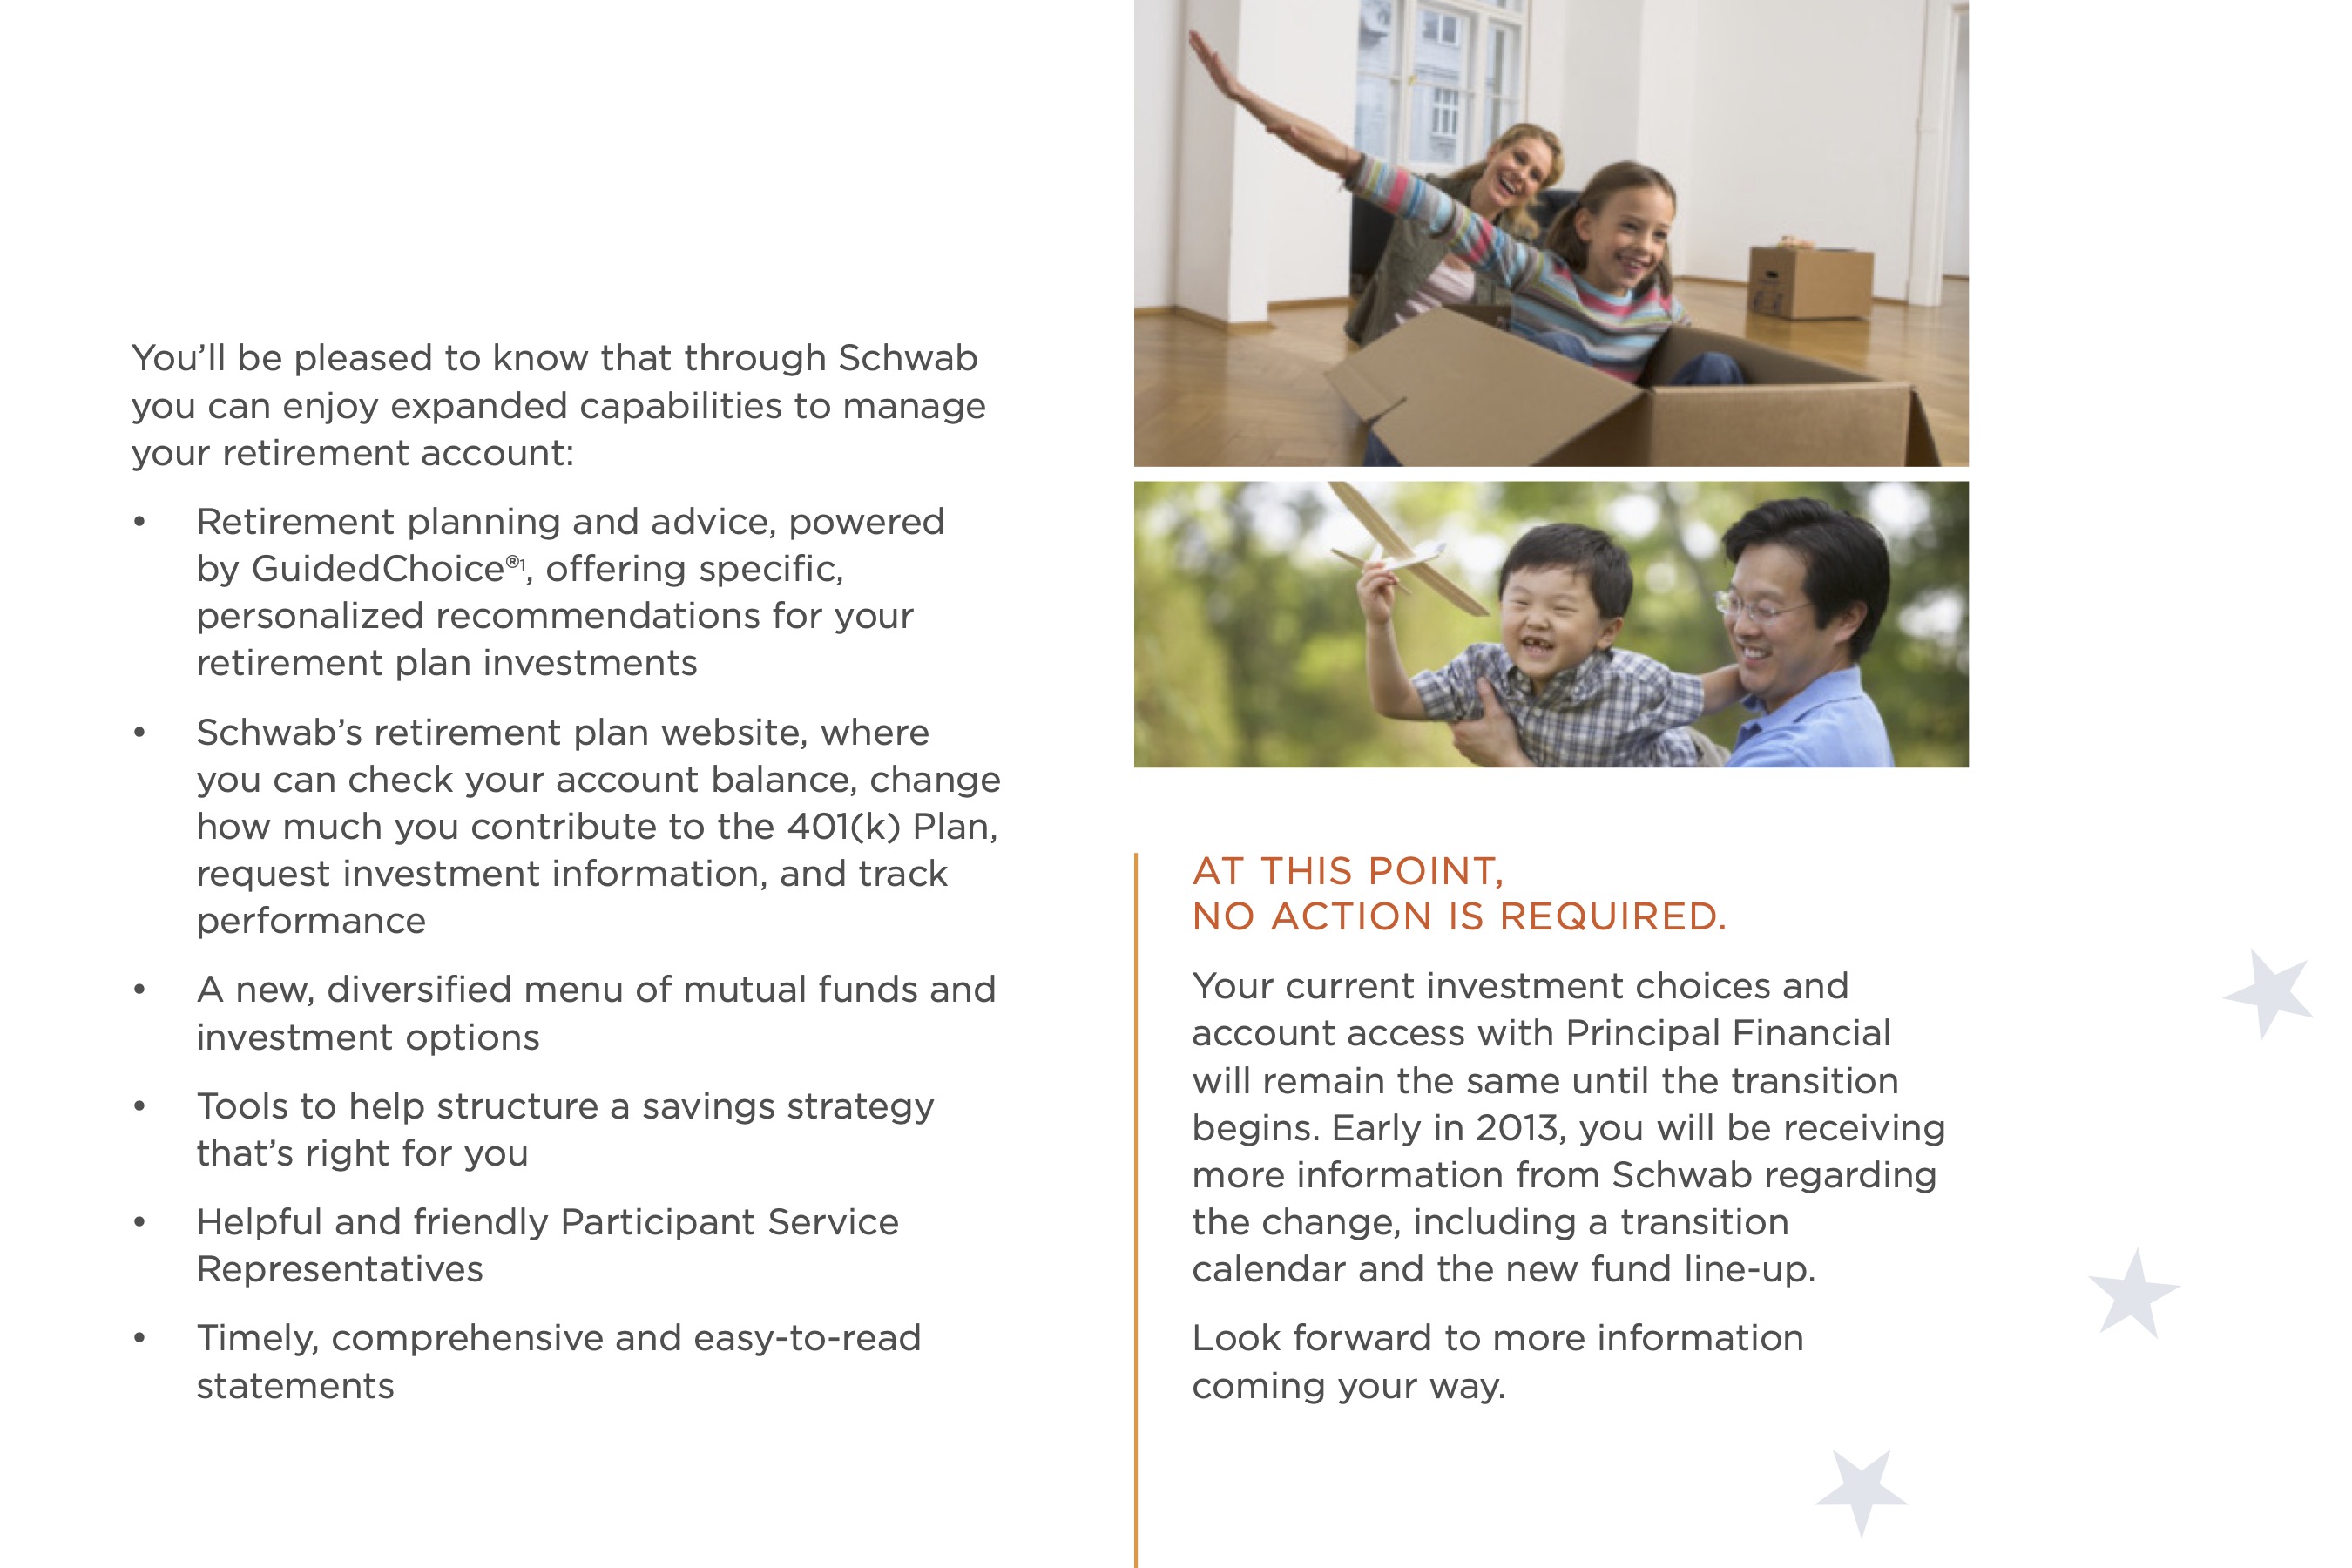 You’ll be pleased to know that through Schwab
you can enjoy expanded capabilities to manage
your retirement account:
• Retirement planning and advice, powered
by GuidedChoice®1, offering specific,
personalized recommendations for your
retirement plan investments
• Schwab’s retirement plan website, where
you can check your account balance, change
how much you contribute to the 401(k) Plan,
request investment information, and track
performance
• A new, diversified menu of mutual funds and
investment options
• Tools to help structure a savings strategy
that’s right for you
• Helpful and friendly Participant Service
Representatives
• Timely, comprehensive and easy-to-read
statements
AT THIS POINT,
NO ACTION IS REQUIRED.
Your current investment choices and
account access with Principal Financial
will remain the same until the transition
begins. Early in 2013, you will be receiving
more information from Schwab regarding
the change, including a transition
calendar and the new fund line-up.
Look forward to more information
coming your way.